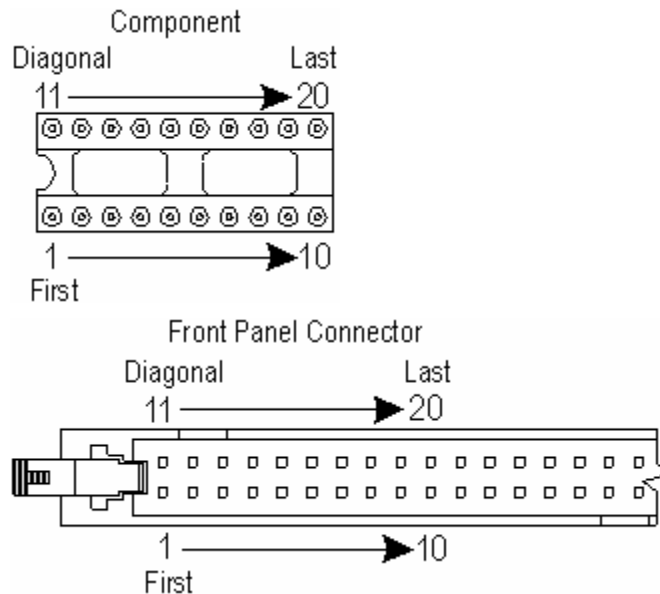 Component
Diagonal Last
11 20
1 10
First
Front Panel Connector
Diagonal Last
11 20
1 10
First